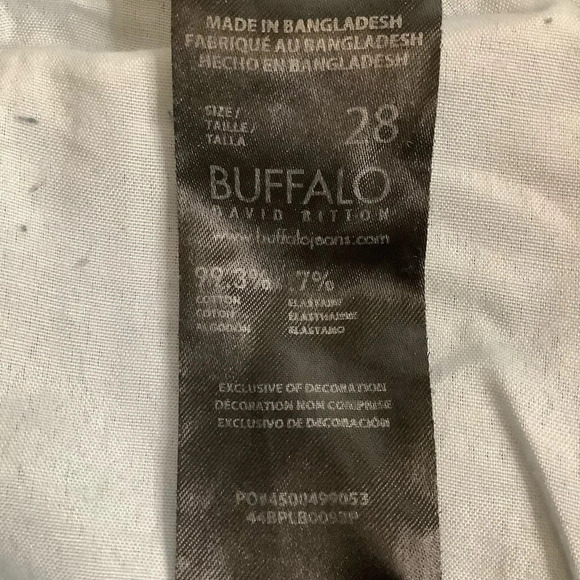 MADE IN BANGLADESH
FABRIQUÉ AU BANGLADESH
HECHO EN BANGLADESH
SIZE/
TAILLE/
TALLA
28
BUFFALO
DAVID BITTON
www.buffalojeans.com
99.3% .7%
COTTON ELASTANE
COTON ÉLASTHANNE
ALGODÓN ELASTANO
EXCLUSIVE OF DECORATION
DÉCORATION NON COMPRISE
EXCLUSIVO DE DECORACIÓN
PO#4500499053